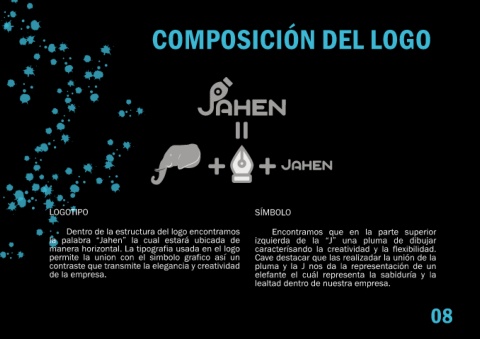 COMPOSICIÓN DEL LOGO
JAHEN
=
+ + JAHEN
LOGOTIPO
Dentro de la estructura del logo encontramos
la palabra "Jahen" la cual estará ubicada de
manera horizontal. La tipografía usada en el logo
permite la union con el simbolo grafico así un
contraste que transmite la elegancia y creatividad
de la empresa.
SÍMBOLO
Encontramos que en la parte superior
izquierda de la "J" una pluma de dibujar
caracterisando la creatividad y la flexibilidad.
Cave destacar que las realizadar la unión de la
pluma y la J nos da la representación de un
elefante el cuál representa la sabiduría y la
lealtad dentro de nuestra empresa.
08